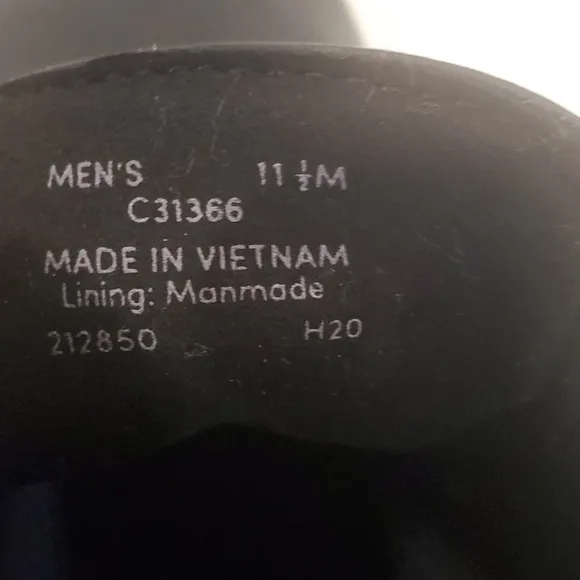 MEN'S 11 ½M
C31366
MADE IN VIETNAM
Lining: Manmade
212850 H20